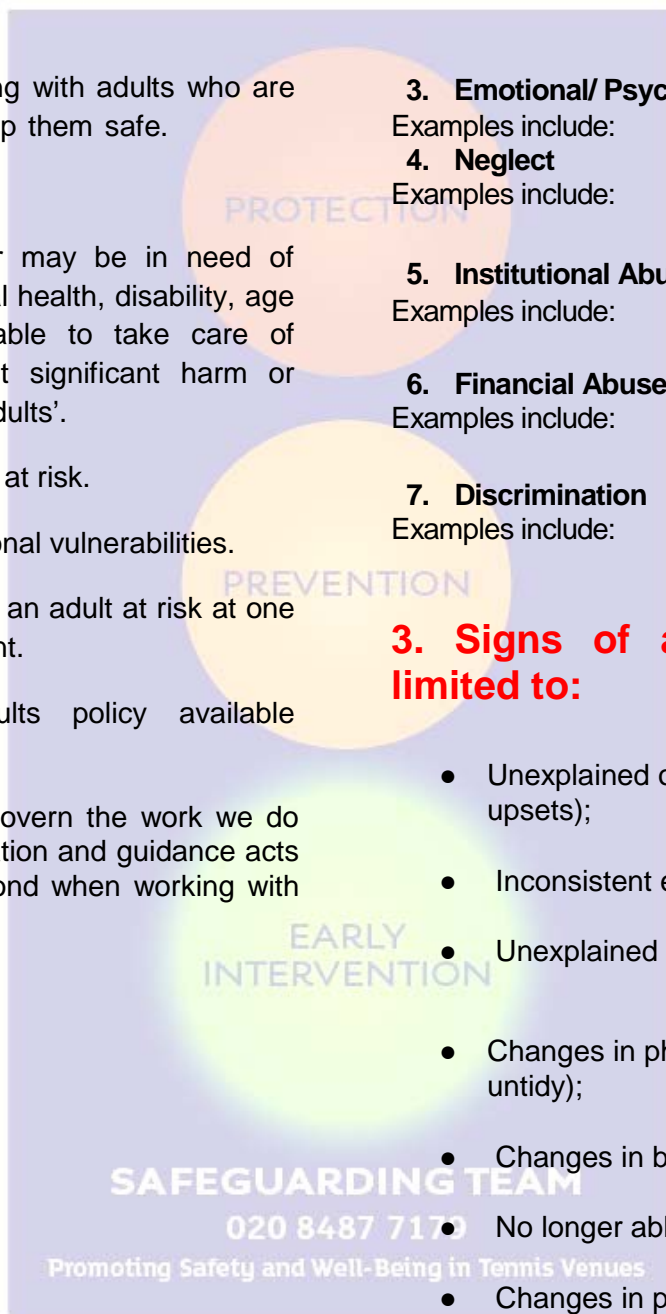 ng with adults who are
p them safe.
r may be in need of
l health, disability, age
able to take care of
t significant harm or
dults'.
at risk.
onal vulnerabilities.
an adult at risk at one
nt.
ults policy available
overn the work we do
ation and guidance acts
ond when working with
3. Emotional/ Psyc
Examples include:
4. Neglect
Examples include:
5. Institutional Abu
Examples include:
6. Financial Abuse
Examples include:
7. Discrimination
Examples include:
3. Signs of a
limited to:
● Unexplained c
upsets);
● Inconsistent e
● Unexplained
● Changes in ph
untidy);
● Changes in b
● No longer abl
● Changes in p
PROTECTION
PREVENTION
EARLY
INTERVENTION
SAFEGUARDING TEAM
020 8487 7179
Promoting Safety and Well-Being in Tennis Venues